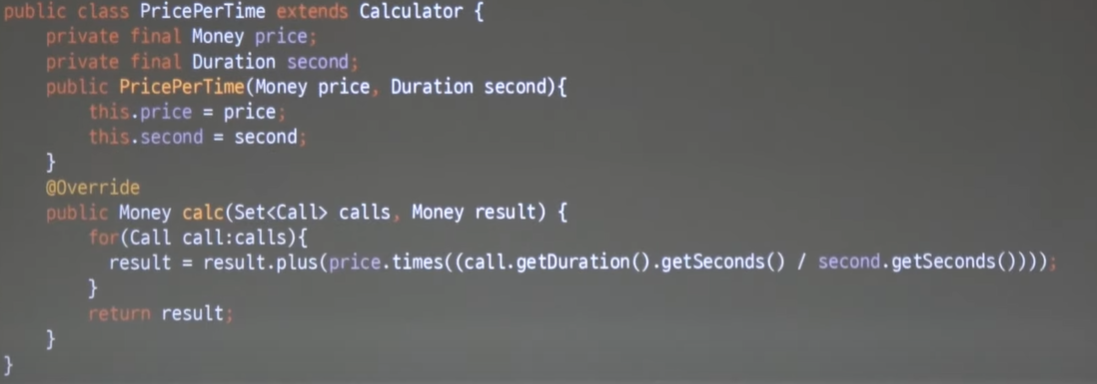 public class PricePerTime extends Calculator {
    private final Money price;
    private final Duration second;
    public PricePerTime(Money price, Duration second){
        this.price = price;
        this.second = second;
    }
    @Override
    public Money calc(Set<Call> calls, Money result) {
        for(Call call:calls){
          result = result.plus(price.times((call.getDuration().getSeconds() / second.getSeconds())));
        }
        return result;
    }
}